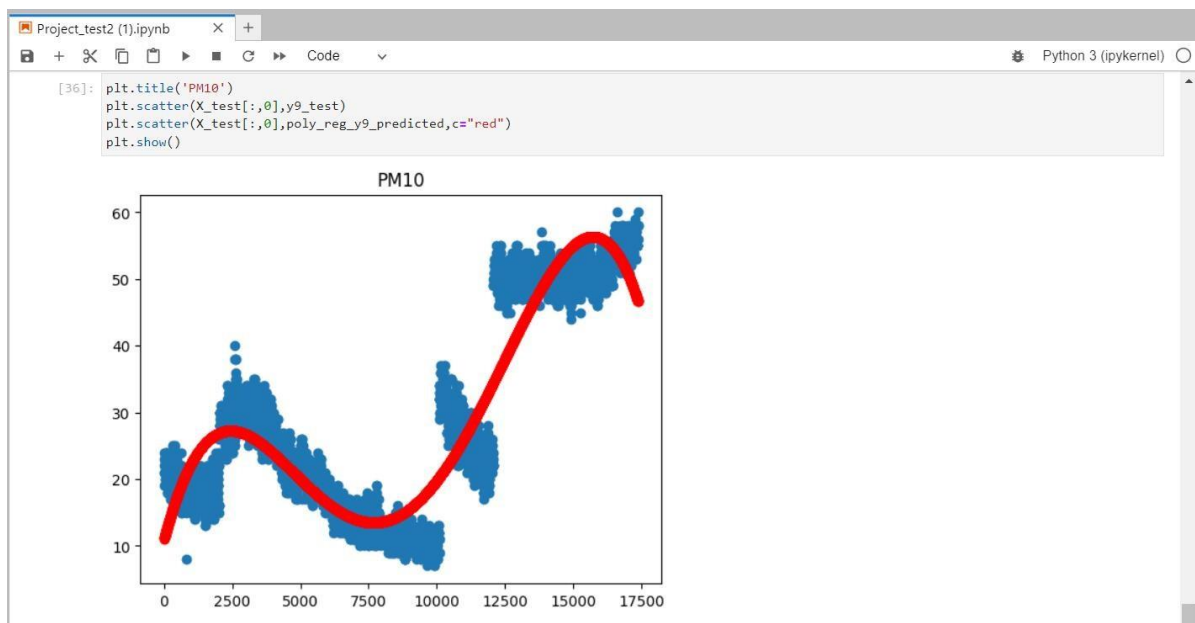 Project_test2 (1).ipynb
Code
Python 3 (ipykernel)
[36]: plt.title('PM10')
plt.scatter(X_test[:,0],y9_test)
plt.scatter(X_test[:,0],poly_reg_y9_predicted,c="red")
plt.show()
PM10
60
50
40
30
20
10
0 2500 5000 7500 10000 12500 15000 17500